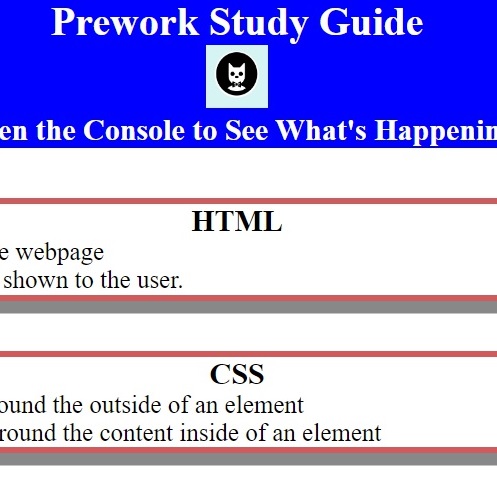 Prework Study Guide
en the Console to See What's Happenin
HTML
e webpage
shown to the user.
CSS
ound the outside of an element
round the content inside of an element